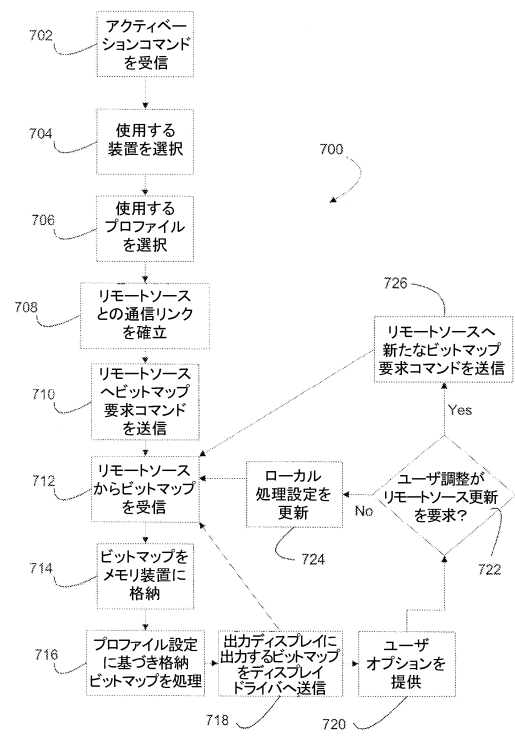 702
アクティベー
ションコマンド
を受信
704
使用する
装置を選択
700
706
使用する
プロファイル
を選択
708
リモートソース
との通信リンク
を確立
726
リモートソースへ
新たなビットマップ
要求コマンドを送信
710
リモートソース
へビットマップ
要求コマンド
を送信
Yes
712
リモートソース
からビットマップ
を受信
ローカル
処理設定を
更新
724
No
ユーザ調整が
リモートソース更新
を要求?
722
714
ビットマップを
メモリ装置に
格納
716
プロファイル設定
に基づき格納
ビットマップを処理
出力ディスプレイに
出力するビットマップ
をディスプレイ
ドライバへ送信
718
ユーザ
オプションを
提供
720